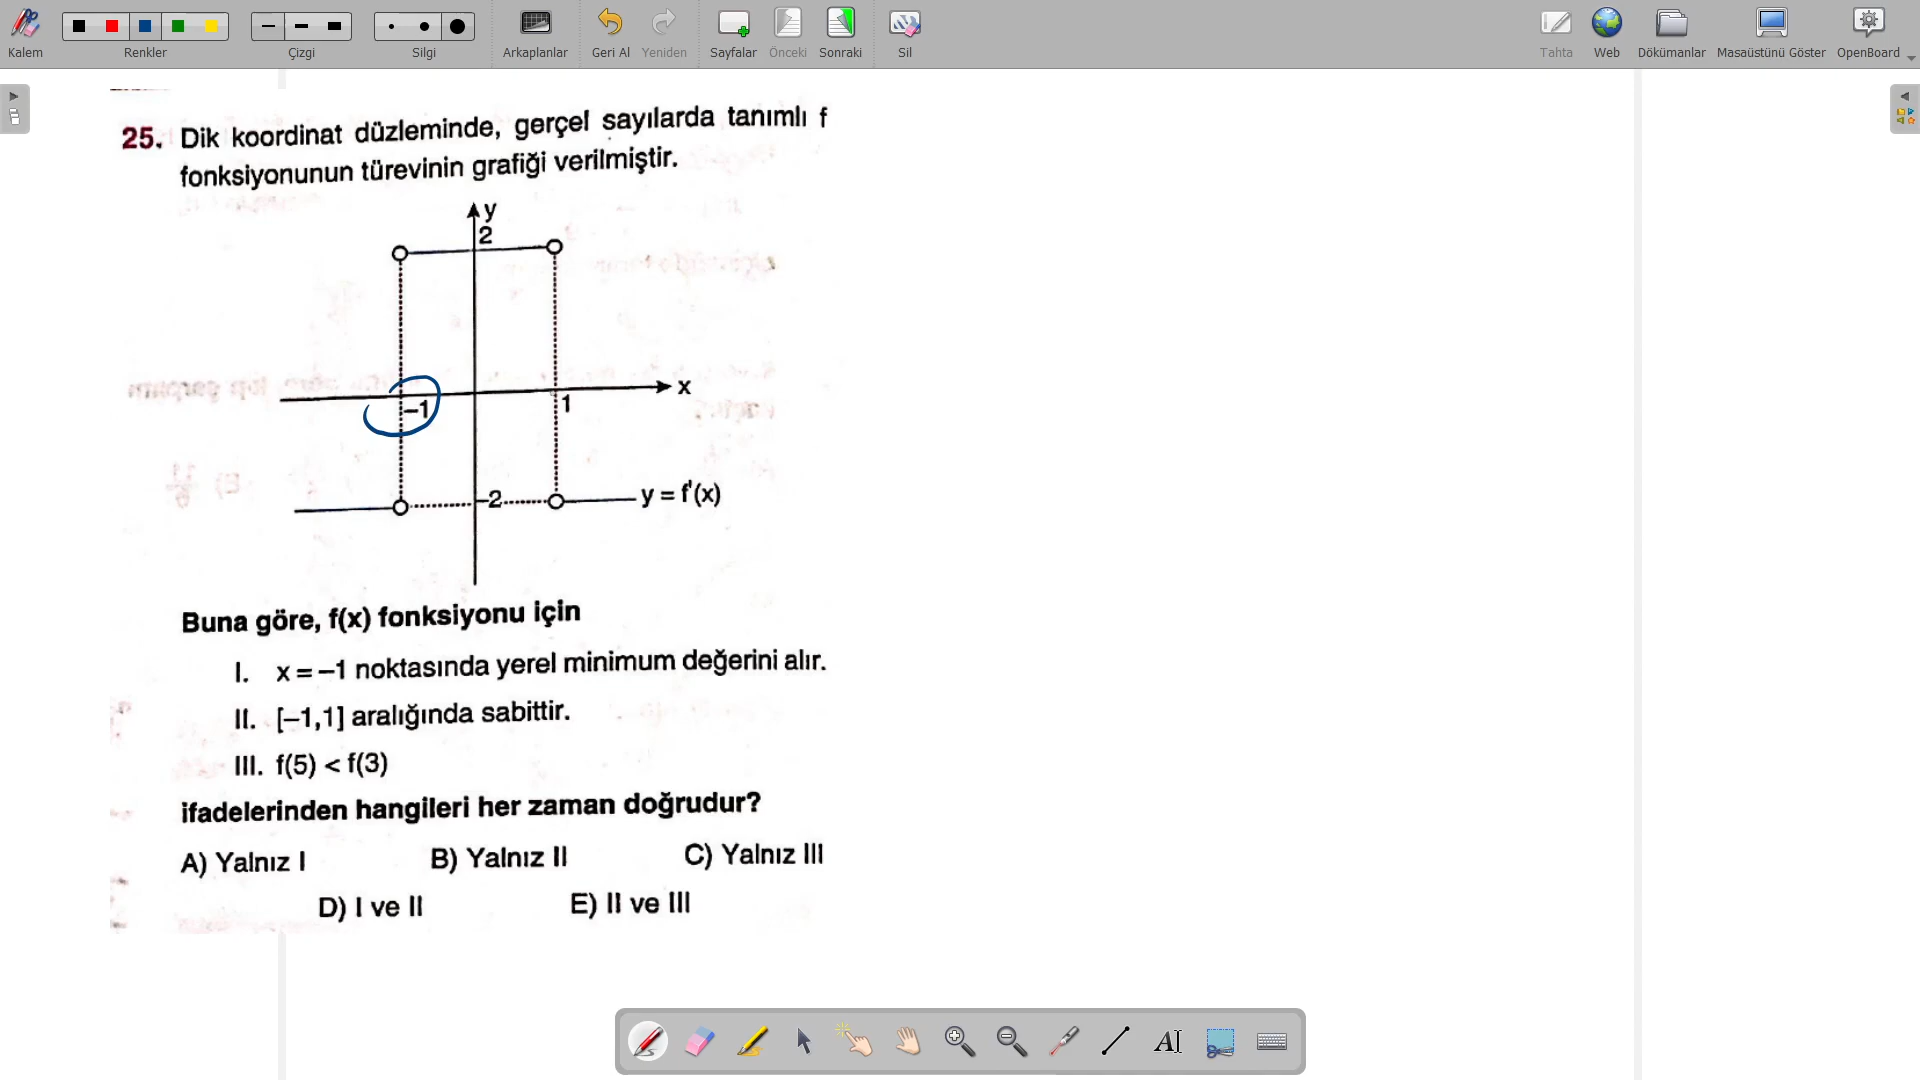 Kalem
Renkler
Çizgi
Silgi
Arkaplanlar
Geri Al
Yeniden
Sayfalar
Önceki
Sonraki
Sil
Tahta
Web
Dökümanlar
Masaüstünü Göster
OpenBoard
25. Dik koordinat düzleminde, gerçel sayılarda tanımlı f
fonksiyonunun türevinin grafiği verilmiştir.
y
2
x
–1
1
–2
y = f'(x)
Buna göre, f(x) fonksiyonu için
I. x = –1 noktasında yerel minimum değerini alır.
II. [–1,1] aralığında sabittir.
III. f(5) < f(3)
ifadelerinden hangileri her zaman doğrudur?
A) Yalnız I B) Yalnız II C) Yalnız III
D) I ve II E) II ve III